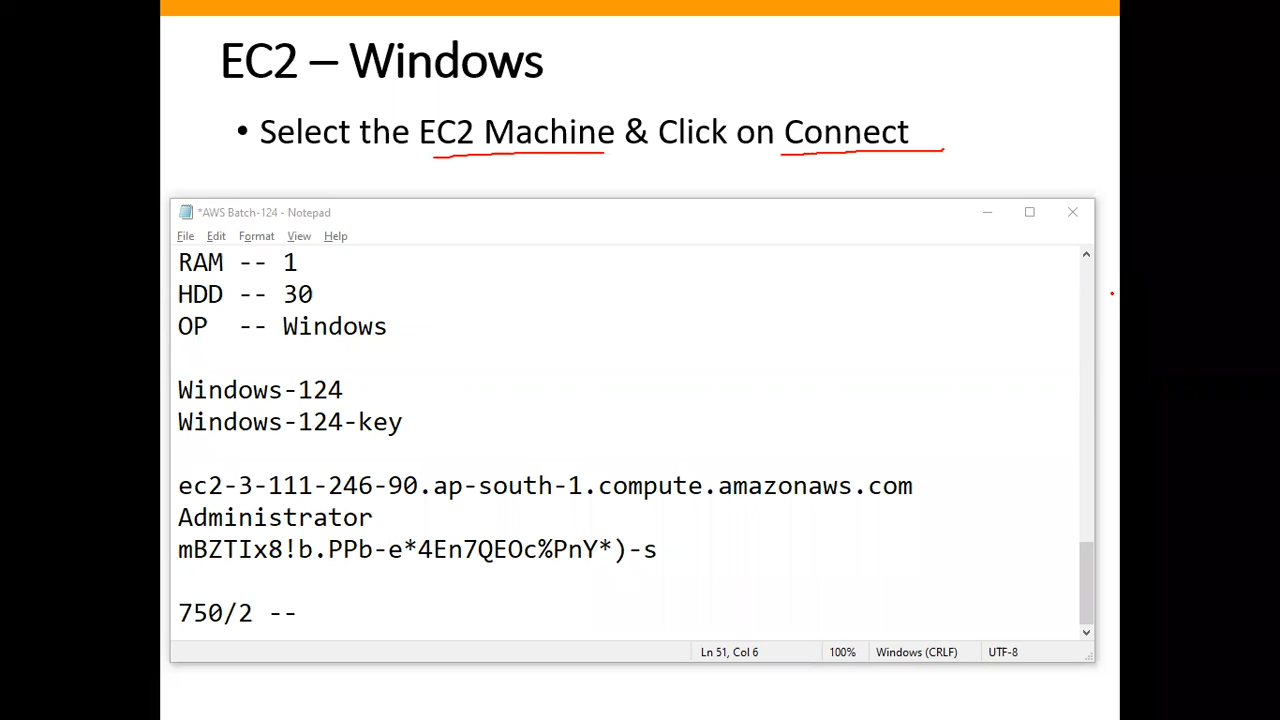 EC2 – Windows
• Select the EC2 Machine & Click on Connect
*AWS Batch-124 - Notepad
File Edit Format View Help
RAM -- 1
HDD -- 30
OP  -- Windows
Windows-124
Windows-124-key
ec2-3-111-246-90.ap-south-1.compute.amazonaws.com
Administrator
mBZTIx8!b.PPb-e*4En7QEOc%PnY*)-s
750/2 --
Ln 51, Col 6 100% Windows (CRLF) UTF-8